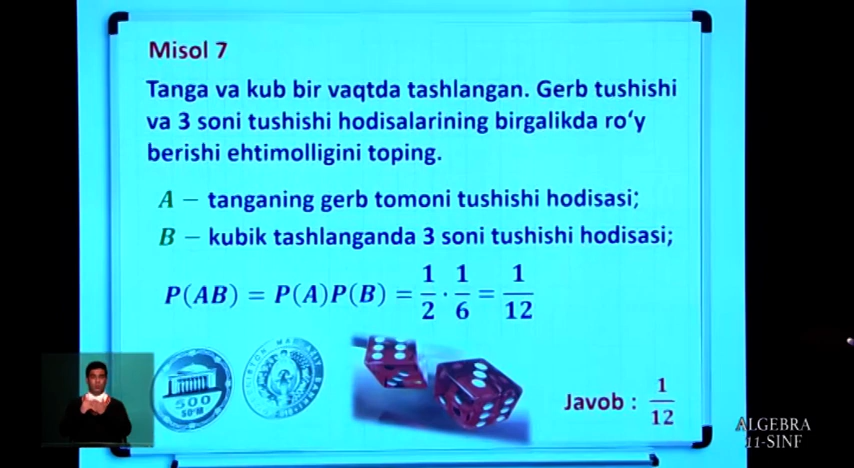 Misol 7
Tanga va kub bir vaqtda tashlangan. Gerb tushishi
va 3 soni tushishi hodisalarining birgalikda ro‘y
berishi ehtimolligini toping.
A – tanganing gerb tomoni tushishi hodisasi;
B – kubik tashlanganda 3 soni tushishi hodisasi;
P(AB) = P(A)P(B) = 1/2 · 1/6 = 1/12
500
SO'M
Javob : 1/12
ALGEBRA
11-SINF